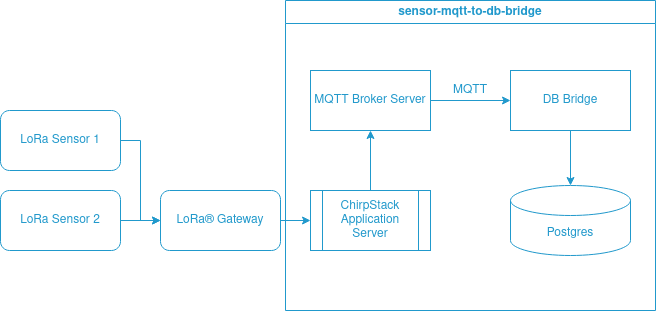 sensor-mqtt-to-db-bridge
MQTT Broker Server
MQTT
DB Bridge
LoRa Sensor 1
LoRa Sensor 2
LoRa® Gateway
ChirpStack
Application
Server
Postgres